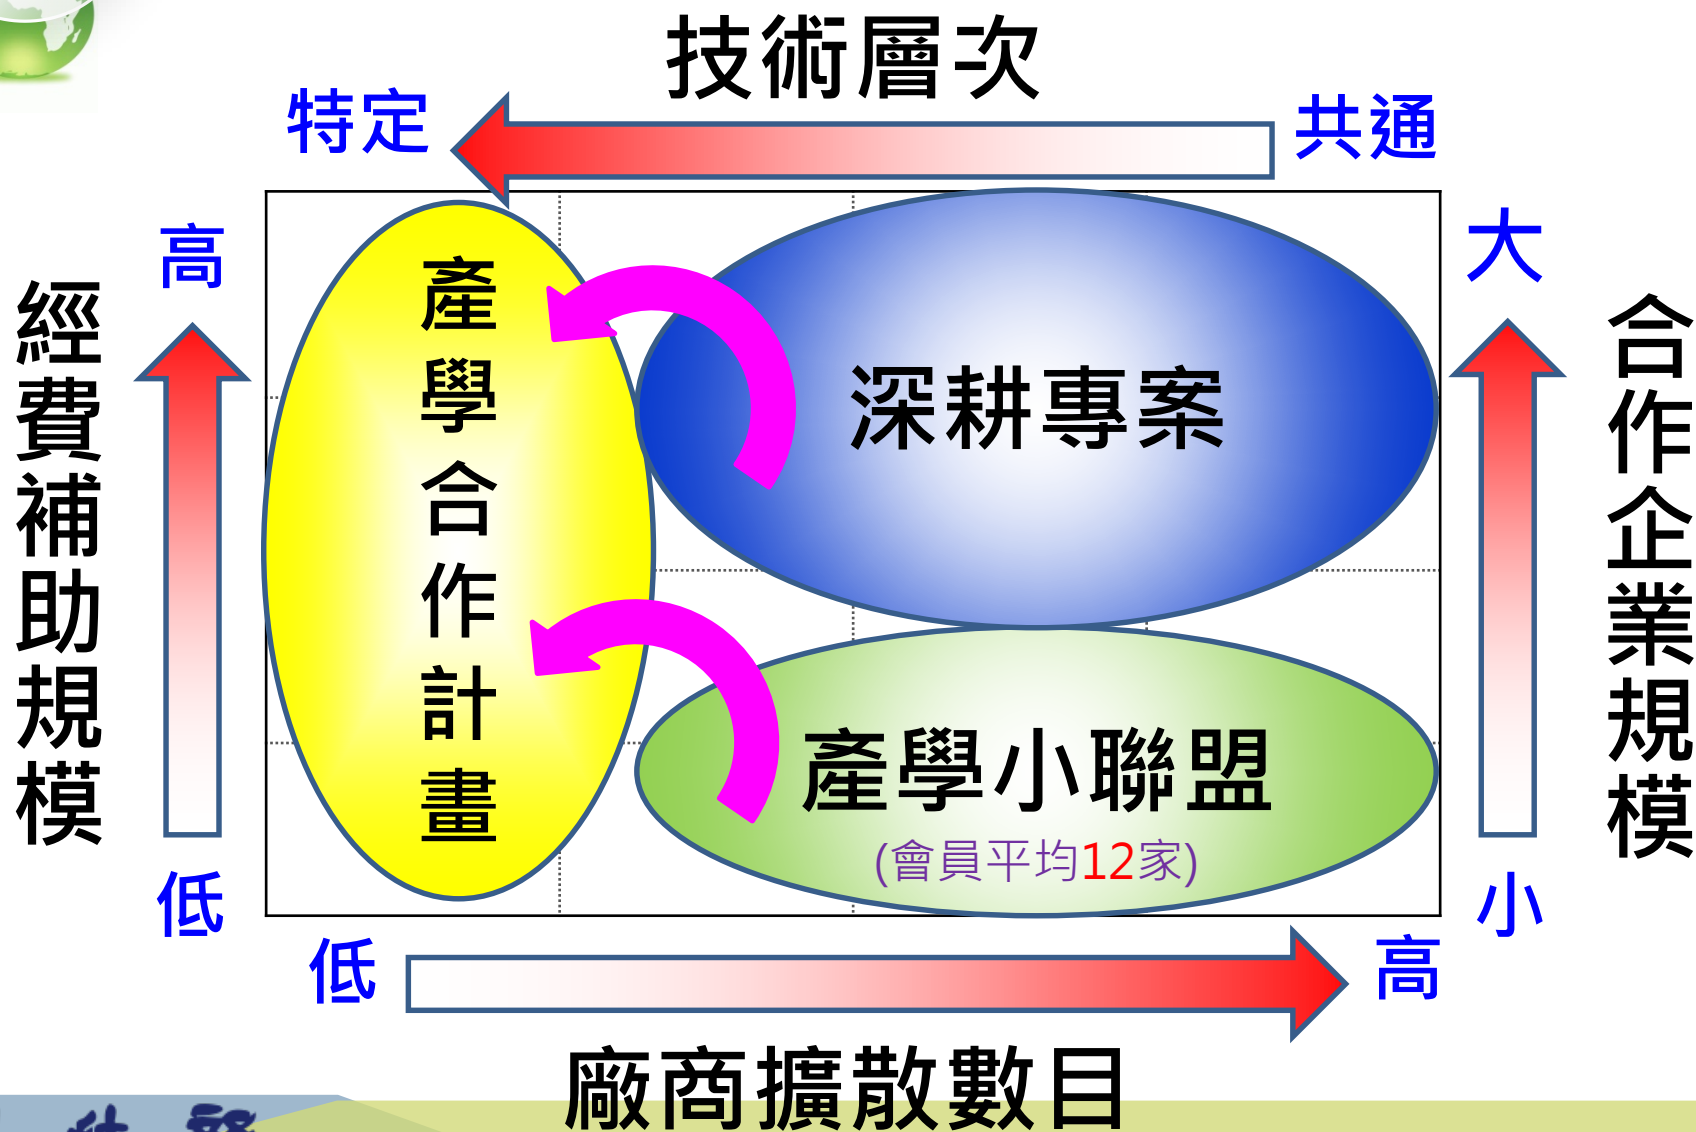 技術層次
特定
共通
高
大
經費補助規模
合作企業規模
產學合作計畫
深耕專案
產學小聯盟
(會員平均12家)
低
小
低
高
廠商擴散數目